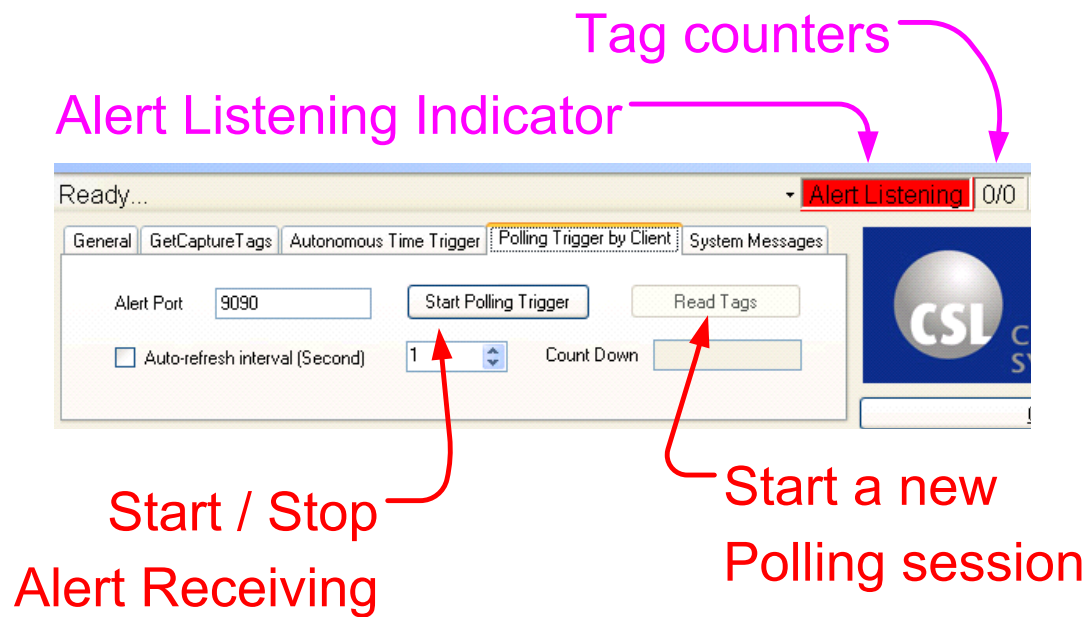 Tag counters
Alert Listening Indicator
Ready...
Alert Listening 0/0
General GetCaptureTags Autonomous Time Trigger Polling Trigger by Client System Messages
Alert Port 9090 Start Polling Trigger Read Tags
Auto-refresh interval (Second) 1 Count Down
CSL
C
SY
Start / Stop
Alert Receiving
Start a new
Polling session